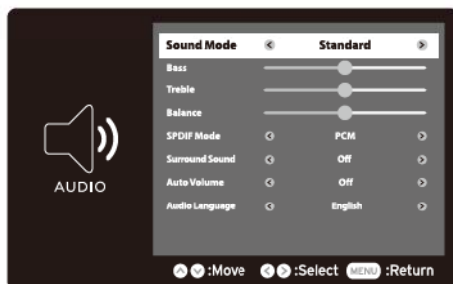 Sound Mode Standard
Bass
Treble
Balance
SPDIF Mode PCM
Surround Sound Off
Auto Volume Off
Audio Language English
AUDIO
:Move :Select MENU :Return